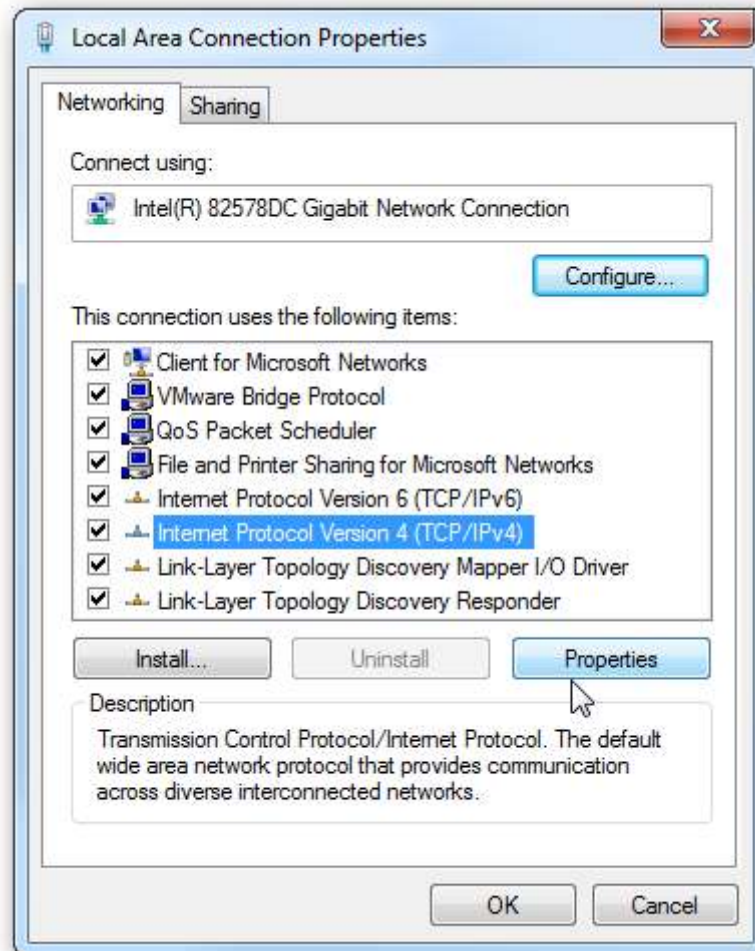 Local Area Connection Properties
Networking
Sharing
Connect using:
Intel(R) 82578DC Gigabit Network Connection
Configure...
This connection uses the following items:
Client for Microsoft Networks
VMware Bridge Protocol
QoS Packet Scheduler
File and Printer Sharing for Microsoft Networks
Internet Protocol Version 6 (TCP/IPv6)
Internet Protocol Version 4 (TCP/IPv4)
Link-Layer Topology Discovery Mapper I/O Driver
Link-Layer Topology Discovery Responder
Install...
Uninstall
Properties
Description
Transmission Control Protocol/Internet Protocol. The default
wide area network protocol that provides communication
across diverse interconnected networks.
OK
Cancel